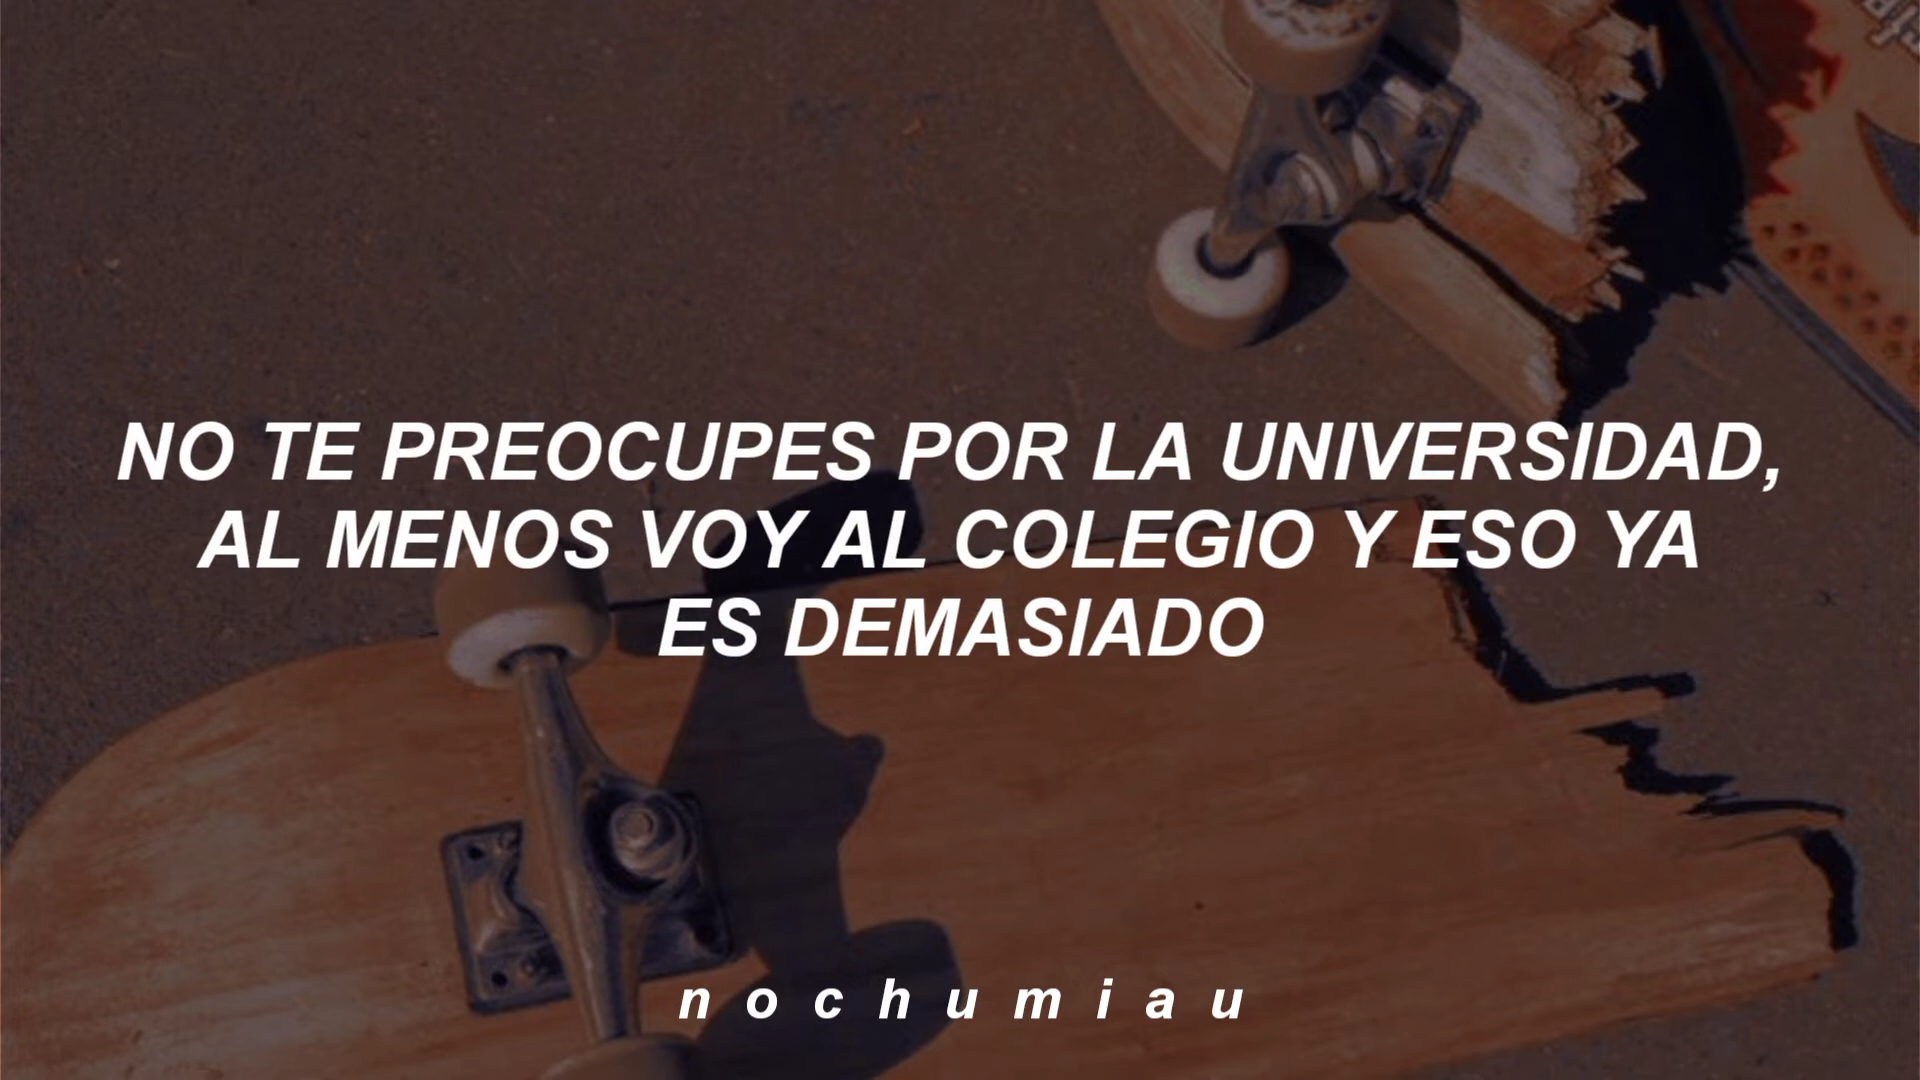 NO TE PREOCUPES POR LA UNIVERSIDAD,
AL MENOS VOY AL COLEGIO Y ESO YA
ES DEMASIADO
n o c h u m i a u